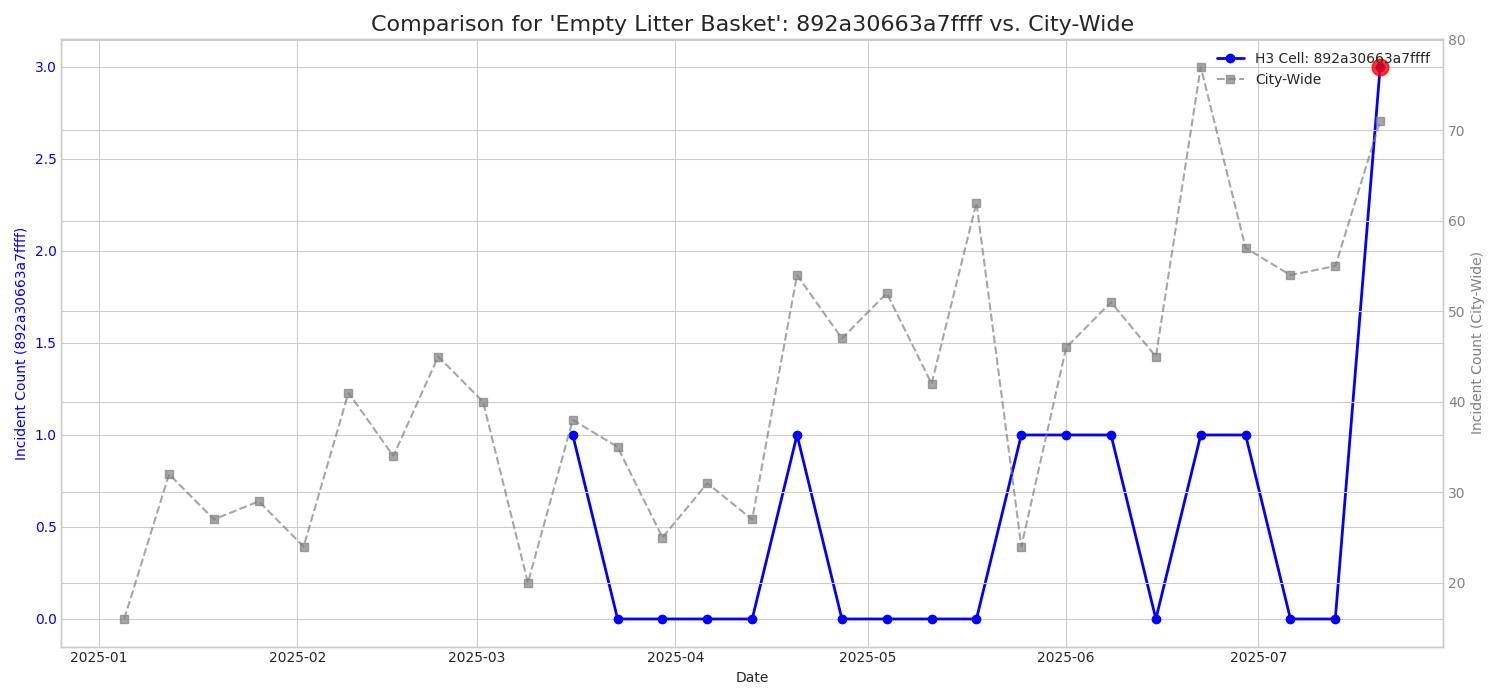 Comparison for 'Empty Litter Basket': 892a30663a7ffff vs. City-Wide
H3 Cell: 892a30663a7ffff
City-Wide
Incident Count (892a30663a7ffff)
3.0
2.5
2.0
1.5
1.0
0.5
0.0
80
70
60
50
40
30
20
Incident Count (City-Wide)
2025-01 2025-02 2025-03 2025-04 2025-05 2025-06 2025-07
Date